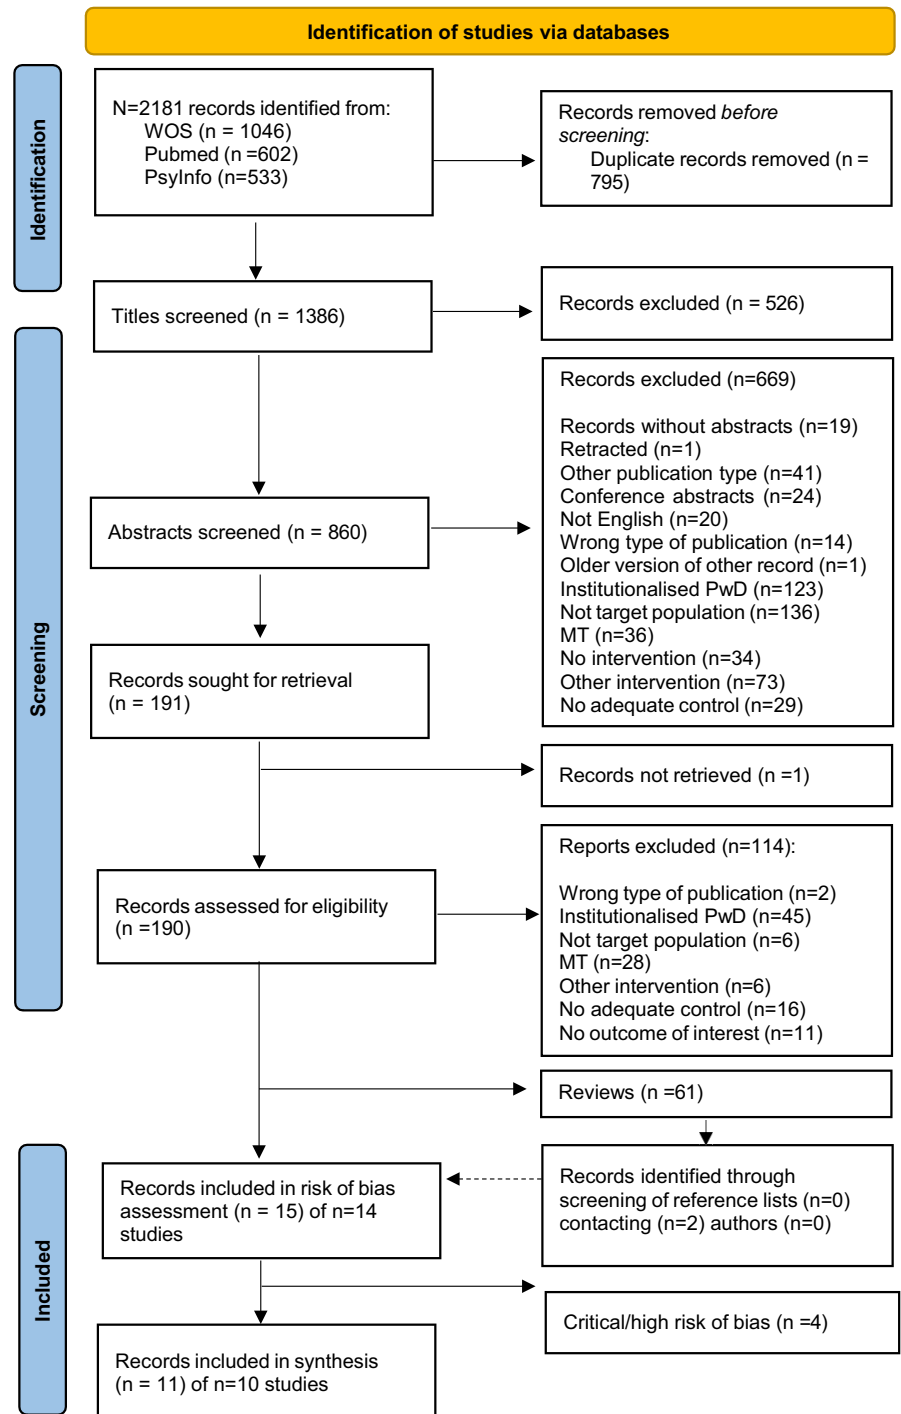 Identification of studies via databases
Identification
N=2181 records identified from:
WOS (n = 1046)
Pubmed (n =602)
PsyInfo (n=533)
Records removed before
screening:
Duplicate records removed (n =
795)
Titles screened (n = 1386)
Records excluded (n = 526)
Screening
Abstracts screened (n = 860)
Records excluded (n=669)
Records without abstracts (n=19)
Retracted (n=1)
Other publication type (n=41)
Conference abstracts (n=24)
Not English (n=20)
Wrong type of publication (n=14)
Older version of other record (n=1)
Institutionalised PwD (n=123)
Not target population (n=136)
MT (n=36)
No intervention (n=34)
Other intervention (n=73)
No adequate control (n=29)
Records sought for retrieval
(n = 191)
Records not retrieved (n =1)
Records assessed for eligibility
(n =190)
Reports excluded (n=114):
Wrong type of publication (n=2)
Institutionalised PwD (n=45)
Not target population (n=6)
MT (n=28)
Other intervention (n=6)
No adequate control (n=16)
No outcome of interest (n=11)
Reviews (n =61)
Included
Records included in risk of bias
assessment (n = 15) of n=14
studies
Records identified through
screening of reference lists (n=0)
contacting (n=2) authors (n=0)
Critical/high risk of bias (n =4)
Records included in synthesis
(n = 11) of n=10 studies